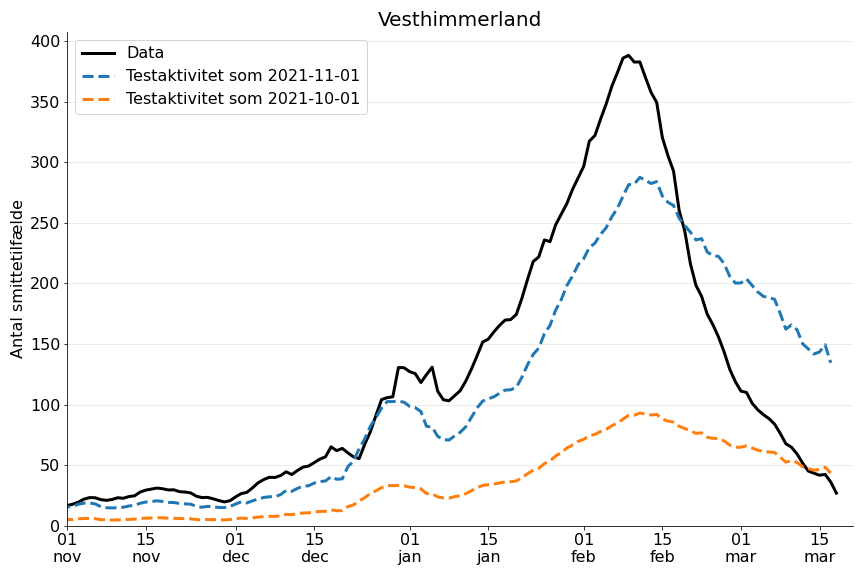 Vesthimmerland
Data
Testaktivitet som 2021-11-01
Testaktivitet som 2021-10-01
Antal smittetilfælde
400
350
300
250
200
150
100
50
0
01 15 01 15 01 15 01 15 01 15
nov nov dec dec jan jan feb feb mar mar